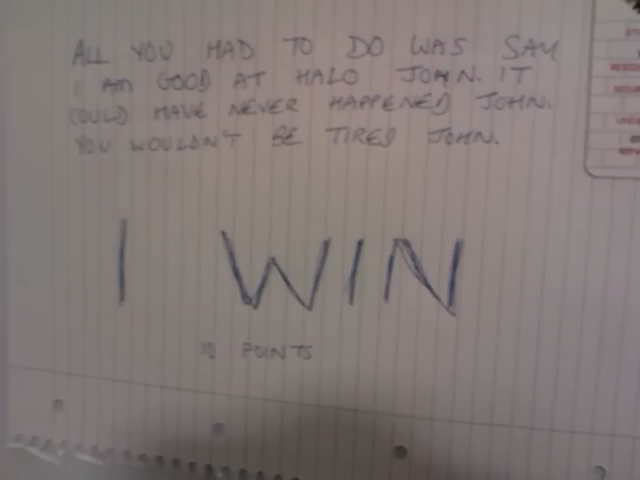 ALL YOU HAD TO DO WAS SAY
I AM GOOD AT HALO JOHN. IT
COULD HAVE NEVER HAPPENED JOHN.
YOU WOULDN'T BE TIRED JOHN.
I WIN
10 POINTS